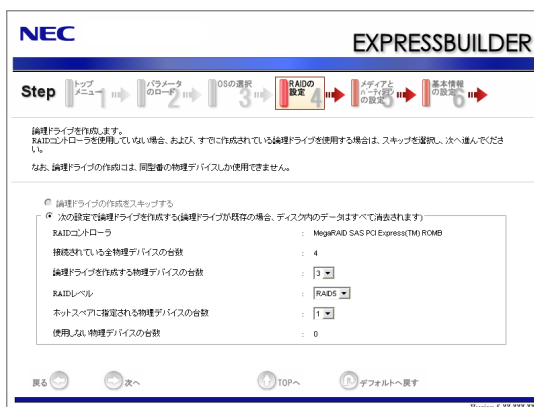 NEC
EXPRESSBUILDER
Step
トップメニュー 1
パラメータのロード 2
OSの選択 3
RAIDの設定 4
メディアとパーティションの設定 5
基本情報の設定 6
論理ドライブを作成します。
RAIDコントローラを使用していない場合、および、すでに作成されている論理ドライブを使用する場合は、スキップを選択し、次へ進んでください。
なお、論理ドライブの作成には、同型番の物理デバイスしか使用できません。
論理ドライブの作成をスキップする
次の設定で論理ドライブを作成する(論理ドライブが既存の場合、ディスク内のデータはすべて消去されます)
RAIDコントローラ : MegaRAID SAS PCI Express(TM) ROMB
接続されている全物理デバイスの台数 : 4
論理ドライブを作成する物理デバイスの台数 : 3
RAIDレベル : RAID5
ホットスペアに指定される物理デバイスの台数 : 1
使用しない物理デバイスの台数 : 0
戻る
次へ
TOPへ
デフォルトへ戻す